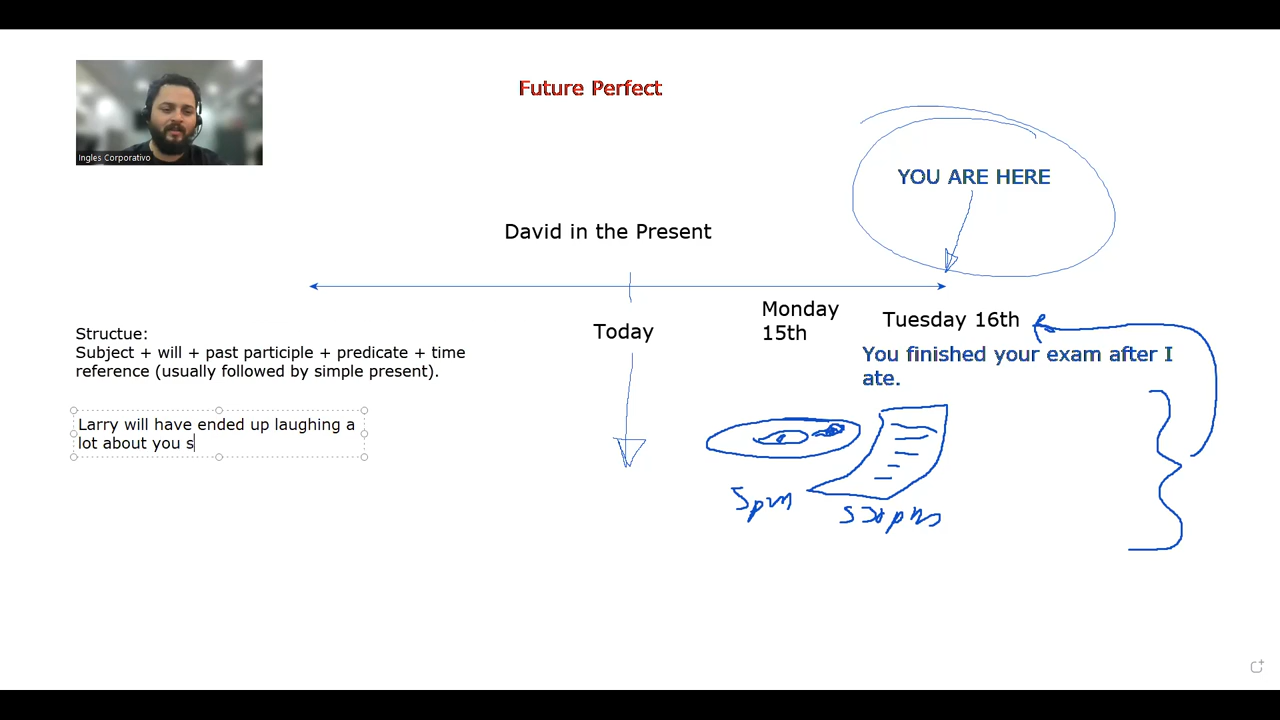 Future Perfect
Ingles Corporativo
YOU ARE HERE
David in the Present
Monday
15th
Tuesday 16th
Today
Structue:
Subject + will + past participle + predicate + time
reference (usually followed by simple present).
You finished your exam after I
ate.
Larry will have ended up laughing a
lot about you s
5pm